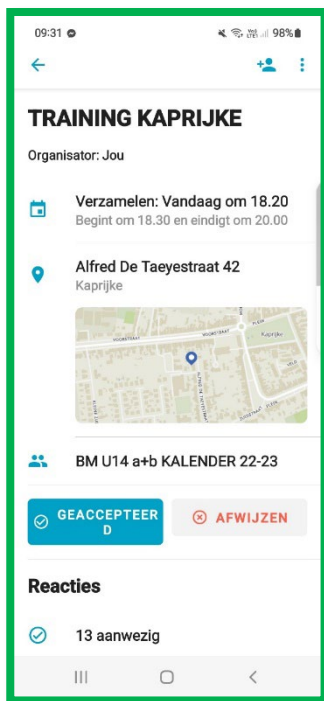 09:31 98%
TRAINING KAPRIJKE
Organisator: Jou
Verzamelen: Vandaag om 18.20
Begint om 18.30 en eindigt om 20.00
Alfred De Taeyestraat 42
Kaprijke
Kaprijke
BM U14 a+b KALENDER 22-23
GEACCEPTEER
D
AFWIJZEN
Reacties
13 aanwezig